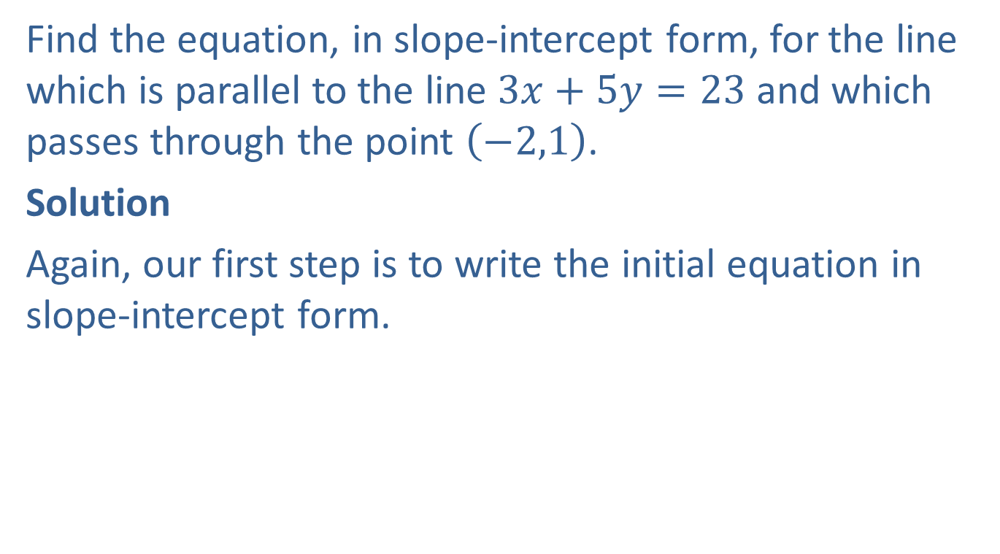 Find the equation, in slope-intercept form, for the line
which is parallel to the line 3x + 5y = 23 and which
passes through the point (−2,1).
Solution
Again, our first step is to write the initial equation in
slope-intercept form.